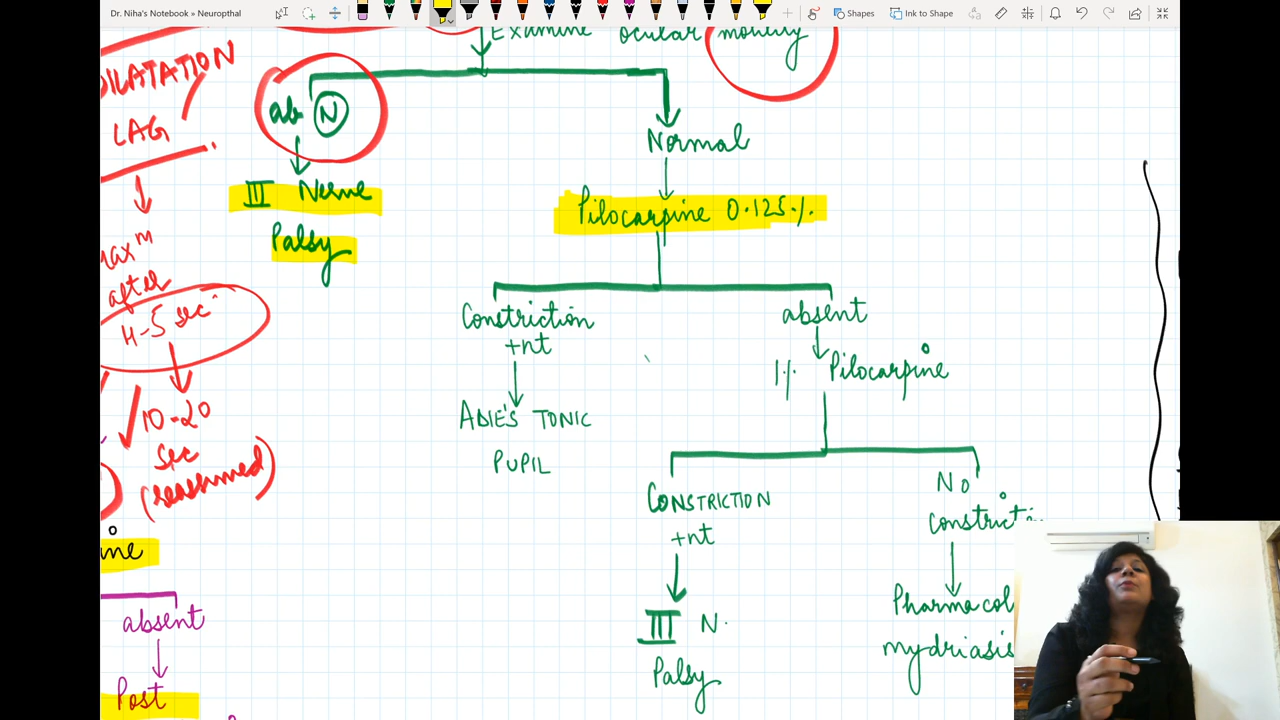 Dr. Niha's Notebook » Neuropthal
Shapes
Ink to Shape
Examine ocular motility
DILATATION
LAG
ab N
III Nerve
Palsy
Normal
Pilocarpine 0.125%
after
4-5 sec
10-20
sec
(reassumed)
Constriction
+nt
ADIE'S TONIC
PUPIL
absent
1% Pilocarpine
CONSTRICTION
+nt
III N.
Palsy
No
constricti
Pharmacol
mydriasis
ine
absent
Post